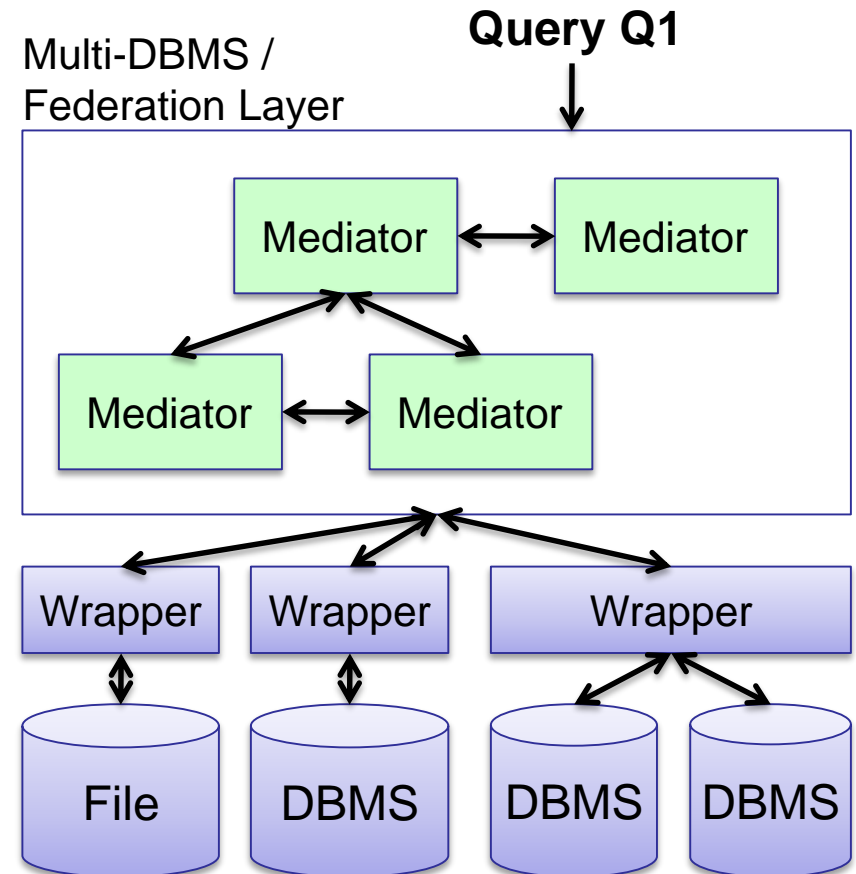 Query Q1
Multi-DBMS /
Federation Layer
Mediator
Mediator
Mediator
Mediator
Wrapper
Wrapper
Wrapper
File
DBMS
DBMS
DBMS